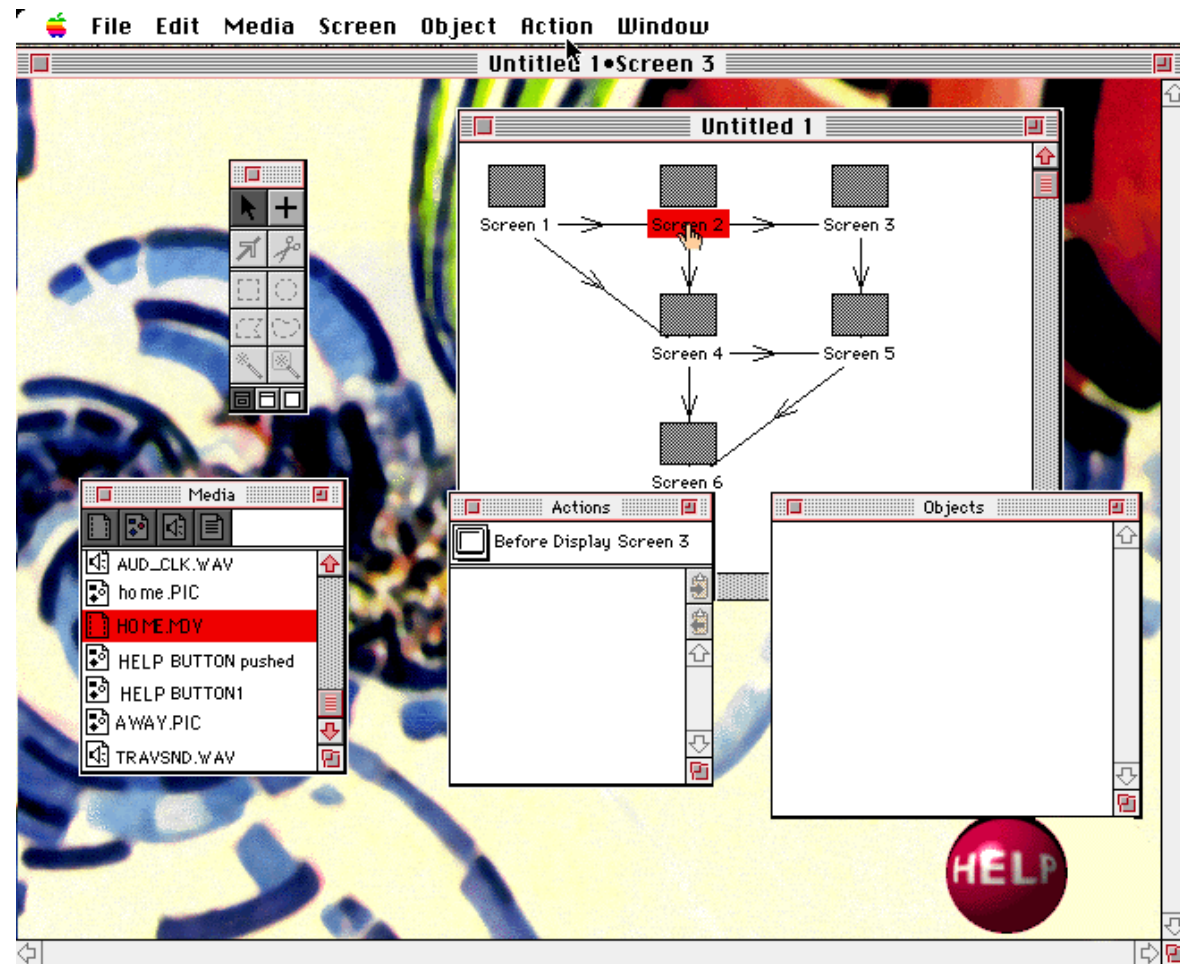 File Edit Media Screen Object Action Window
Untitled 1•Screen 3
Untitled 1
Screen 1
Screen 2
Screen 3
Screen 4
Screen 5
Screen 6
Media
AUD_CLK.WAV
home.PIC
HOME.MOV
HELP BUTTON pushed
HELP BUTTON1
AWAY.PIC
TRAVSND.WAV
Actions
Before Display Screen 3
Objects
HELP